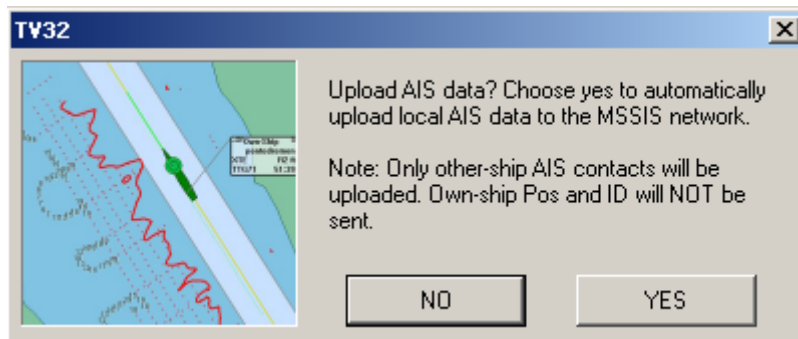 TV32
Upload AIS data? Choose yes to automatically
upload local AIS data to the MSSIS network.
Note: Only other-ship AIS contacts will be
uploaded. Own-ship Pos and ID will NOT be
sent.
NO
YES